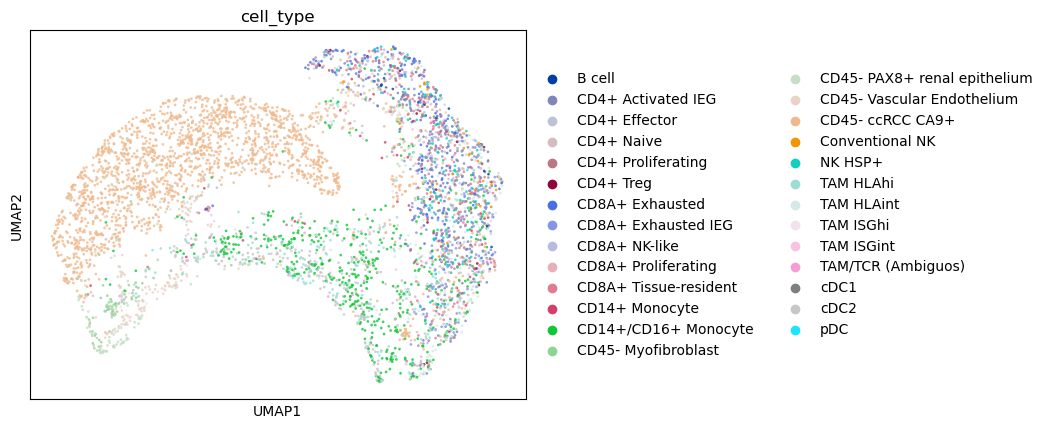 cell_type
UMAP2
UMAP1
B cell
CD4+ Activated IEG
CD4+ Effector
CD4+ Naive
CD4+ Proliferating
CD4+ Treg
CD8A+ Exhausted
CD8A+ Exhausted IEG
CD8A+ NK-like
CD8A+ Proliferating
CD8A+ Tissue-resident
CD14+ Monocyte
CD14+/CD16+ Monocyte
CD45- Myofibroblast
CD45- PAX8+ renal epithelium
CD45- Vascular Endothelium
CD45- ccRCC CA9+
Conventional NK
NK HSP+
TAM HLAhi
TAM HLAint
TAM ISGhi
TAM ISGint
TAM/TCR (Ambiguos)
cDC1
cDC2
pDC